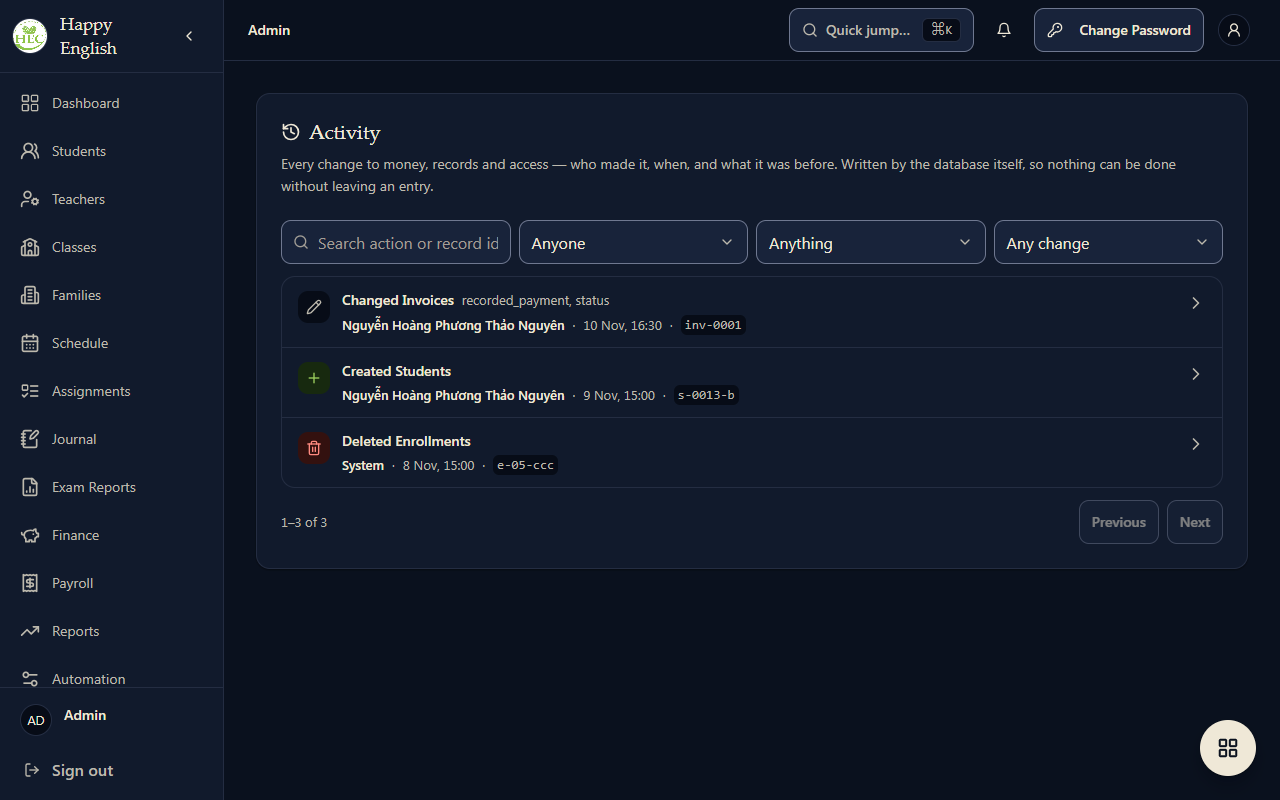 Happy
English
HEC
Dashboard
Students
Teachers
Classes
Families
Schedule
Assignments
Journal
Exam Reports
Finance
Payroll
Reports
Automation
AD
Admin
Sign out
Admin
Quick jump...
⌘K
Change Password
Activity
Every change to money, records and access — who made it, when, and what it was before. Written by the database itself, so nothing can be done
without leaving an entry.
Search action or record id
Anyone
Anything
Any change
Changed Invoices recorded_payment, status
Nguyễn Hoàng Phương Thảo Nguyên · 10 Nov, 16:30 · inv-0001
Created Students
Nguyễn Hoàng Phương Thảo Nguyên · 9 Nov, 15:00 · s-0013-b
Deleted Enrollments
System · 8 Nov, 15:00 · e-05-ccc
1–3 of 3
Previous
Next